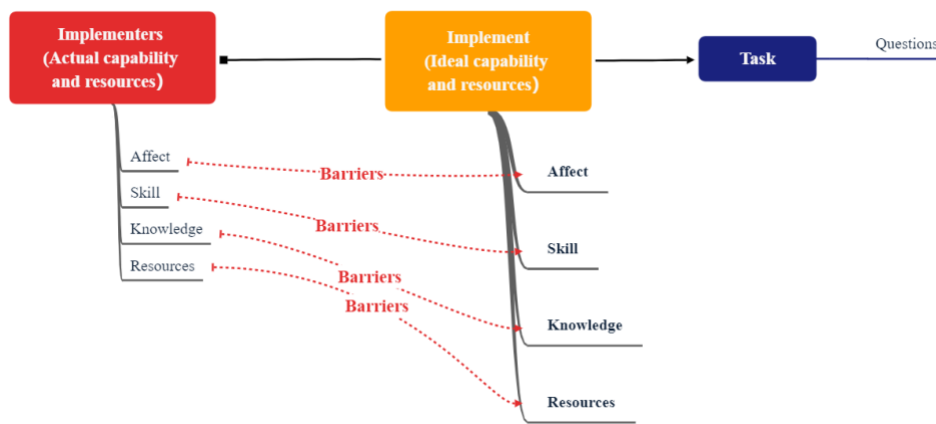 Implementers
(Actual capability
and resources)
Implement
(Ideal capability
and resources)
Task
Questions
Affect
Skill
Knowledge
Resources
Barriers
Barriers
Barriers
Barriers
Affect
Skill
Knowledge
Resources